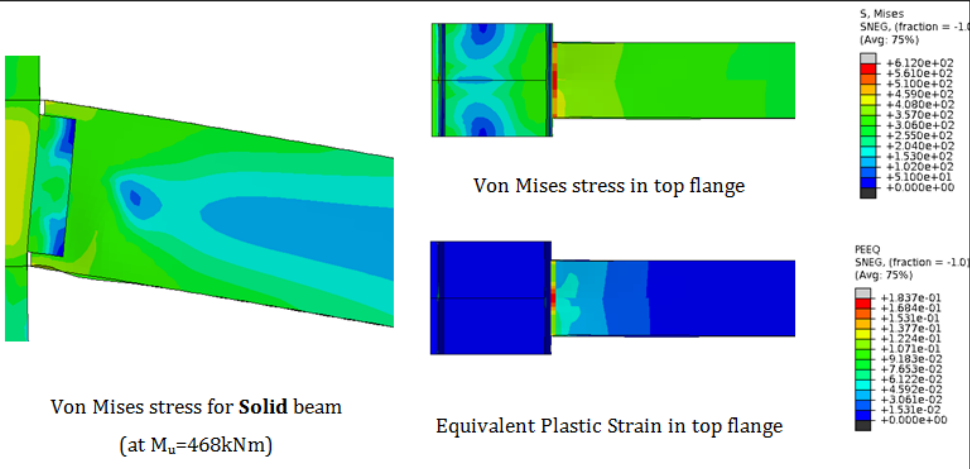 S, Mises
SNEG, (fraction = -1.0
(Avg: 75%)
+6.120e+02
+5.610e+02
+5.100e+02
+4.590e+02
+4.080e+02
+3.570e+02
+3.060e+02
+2.550e+02
+2.040e+02
+1.530e+02
+1.020e+02
+5.100e+01
+0.000e+00
Von Mises stress in top flange
PEEQ
SNEG, (fraction = -1.0)
(Avg: 75%)
+1.837e-01
+1.684e-01
+1.531e-01
+1.377e-01
+1.224e-01
+1.071e-01
+9.183e-02
+7.653e-02
+6.122e-02
+4.592e-02
+3.061e-02
+1.531e-02
+0.000e+00
Von Mises stress for Solid beam
(at Mu=468kNm)
Equivalent Plastic Strain in top flange